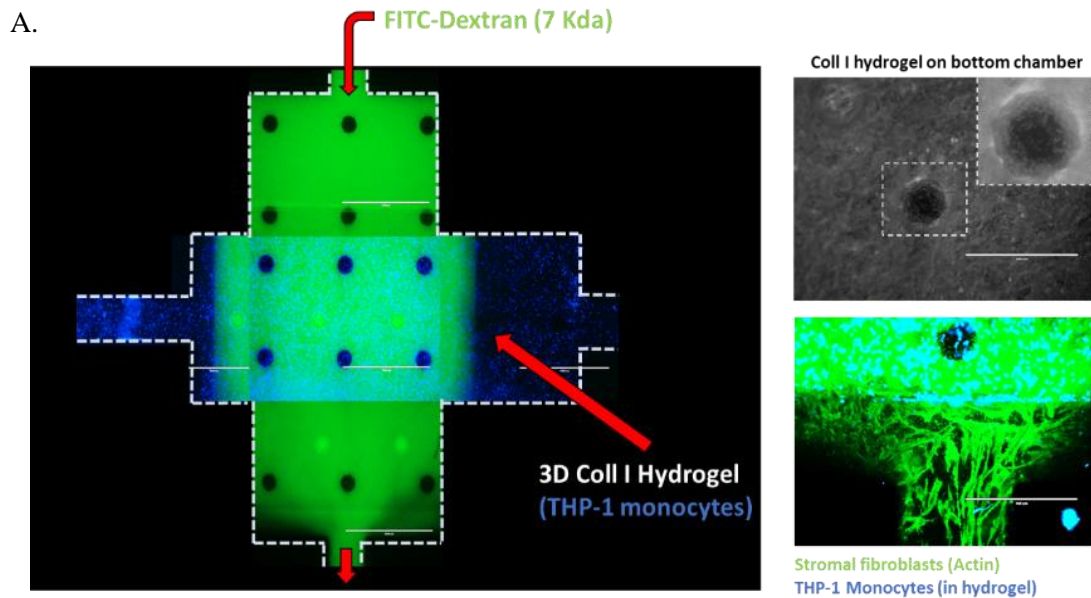 A.
FITC-Dextran (7 Kda)
Coll I hydrogel on bottom chamber
3D Coll I Hydrogel
(THP-1 monocytes)
Stromal fibroblasts (Actin)
THP-1 Monocytes (in hydrogel)